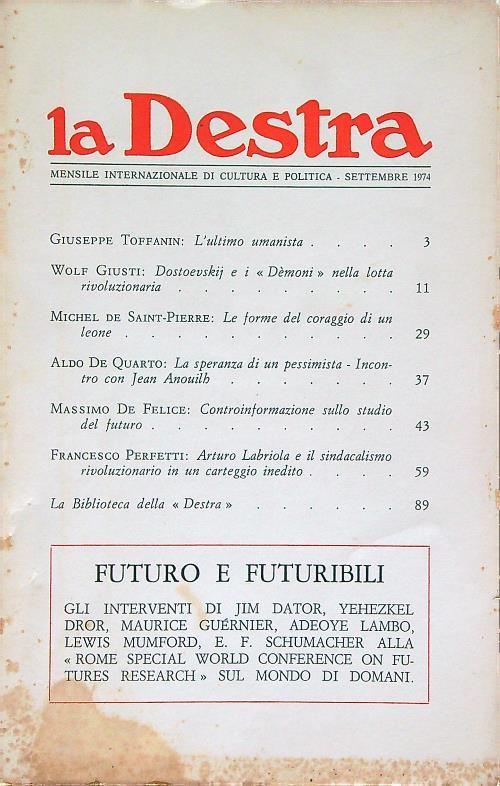 la Destra
MENSILE INTERNAZIONALE DI CULTURA E POLITICA - SETTEMBRE 1974
GIUSEPPE TOFFANIN: L'ultimo umanista . . . . 3
WOLF GIUSTI: Dostoevskij e i « Dèmoni » nella lotta
rivoluzionaria . . . . . . . . . 11
MICHEL DE SAINT-PIERRE: Le forme del coraggio di un
leone . . . . . . . . . . . 29
ALDO DE QUARTO: La speranza di un pessimista - Incon-
tro con Jean Anouilh . . . . . . . 37
MASSIMO DE FELICE: Controinformazione sullo studio
del futuro . . . . . . . . . . 43
FRANCESCO PERFETTI: Arturo Labriola e il sindacalismo
rivoluzionario in un carteggio inedito . . . . 59
La Biblioteca della « Destra » . . . . . . 89
FUTURO E FUTURIBILI
GLI INTERVENTI DI JIM DATOR, YEHEZKEL
DROR, MAURICE GUÉRNIER, ADEOYE LAMBO,
LEWIS MUMFORD, E. F. SCHUMACHER ALLA
« ROME SPECIAL WORLD CONFERENCE ON FU-
TURES RESEARCH » SUL MONDO DI DOMANI.